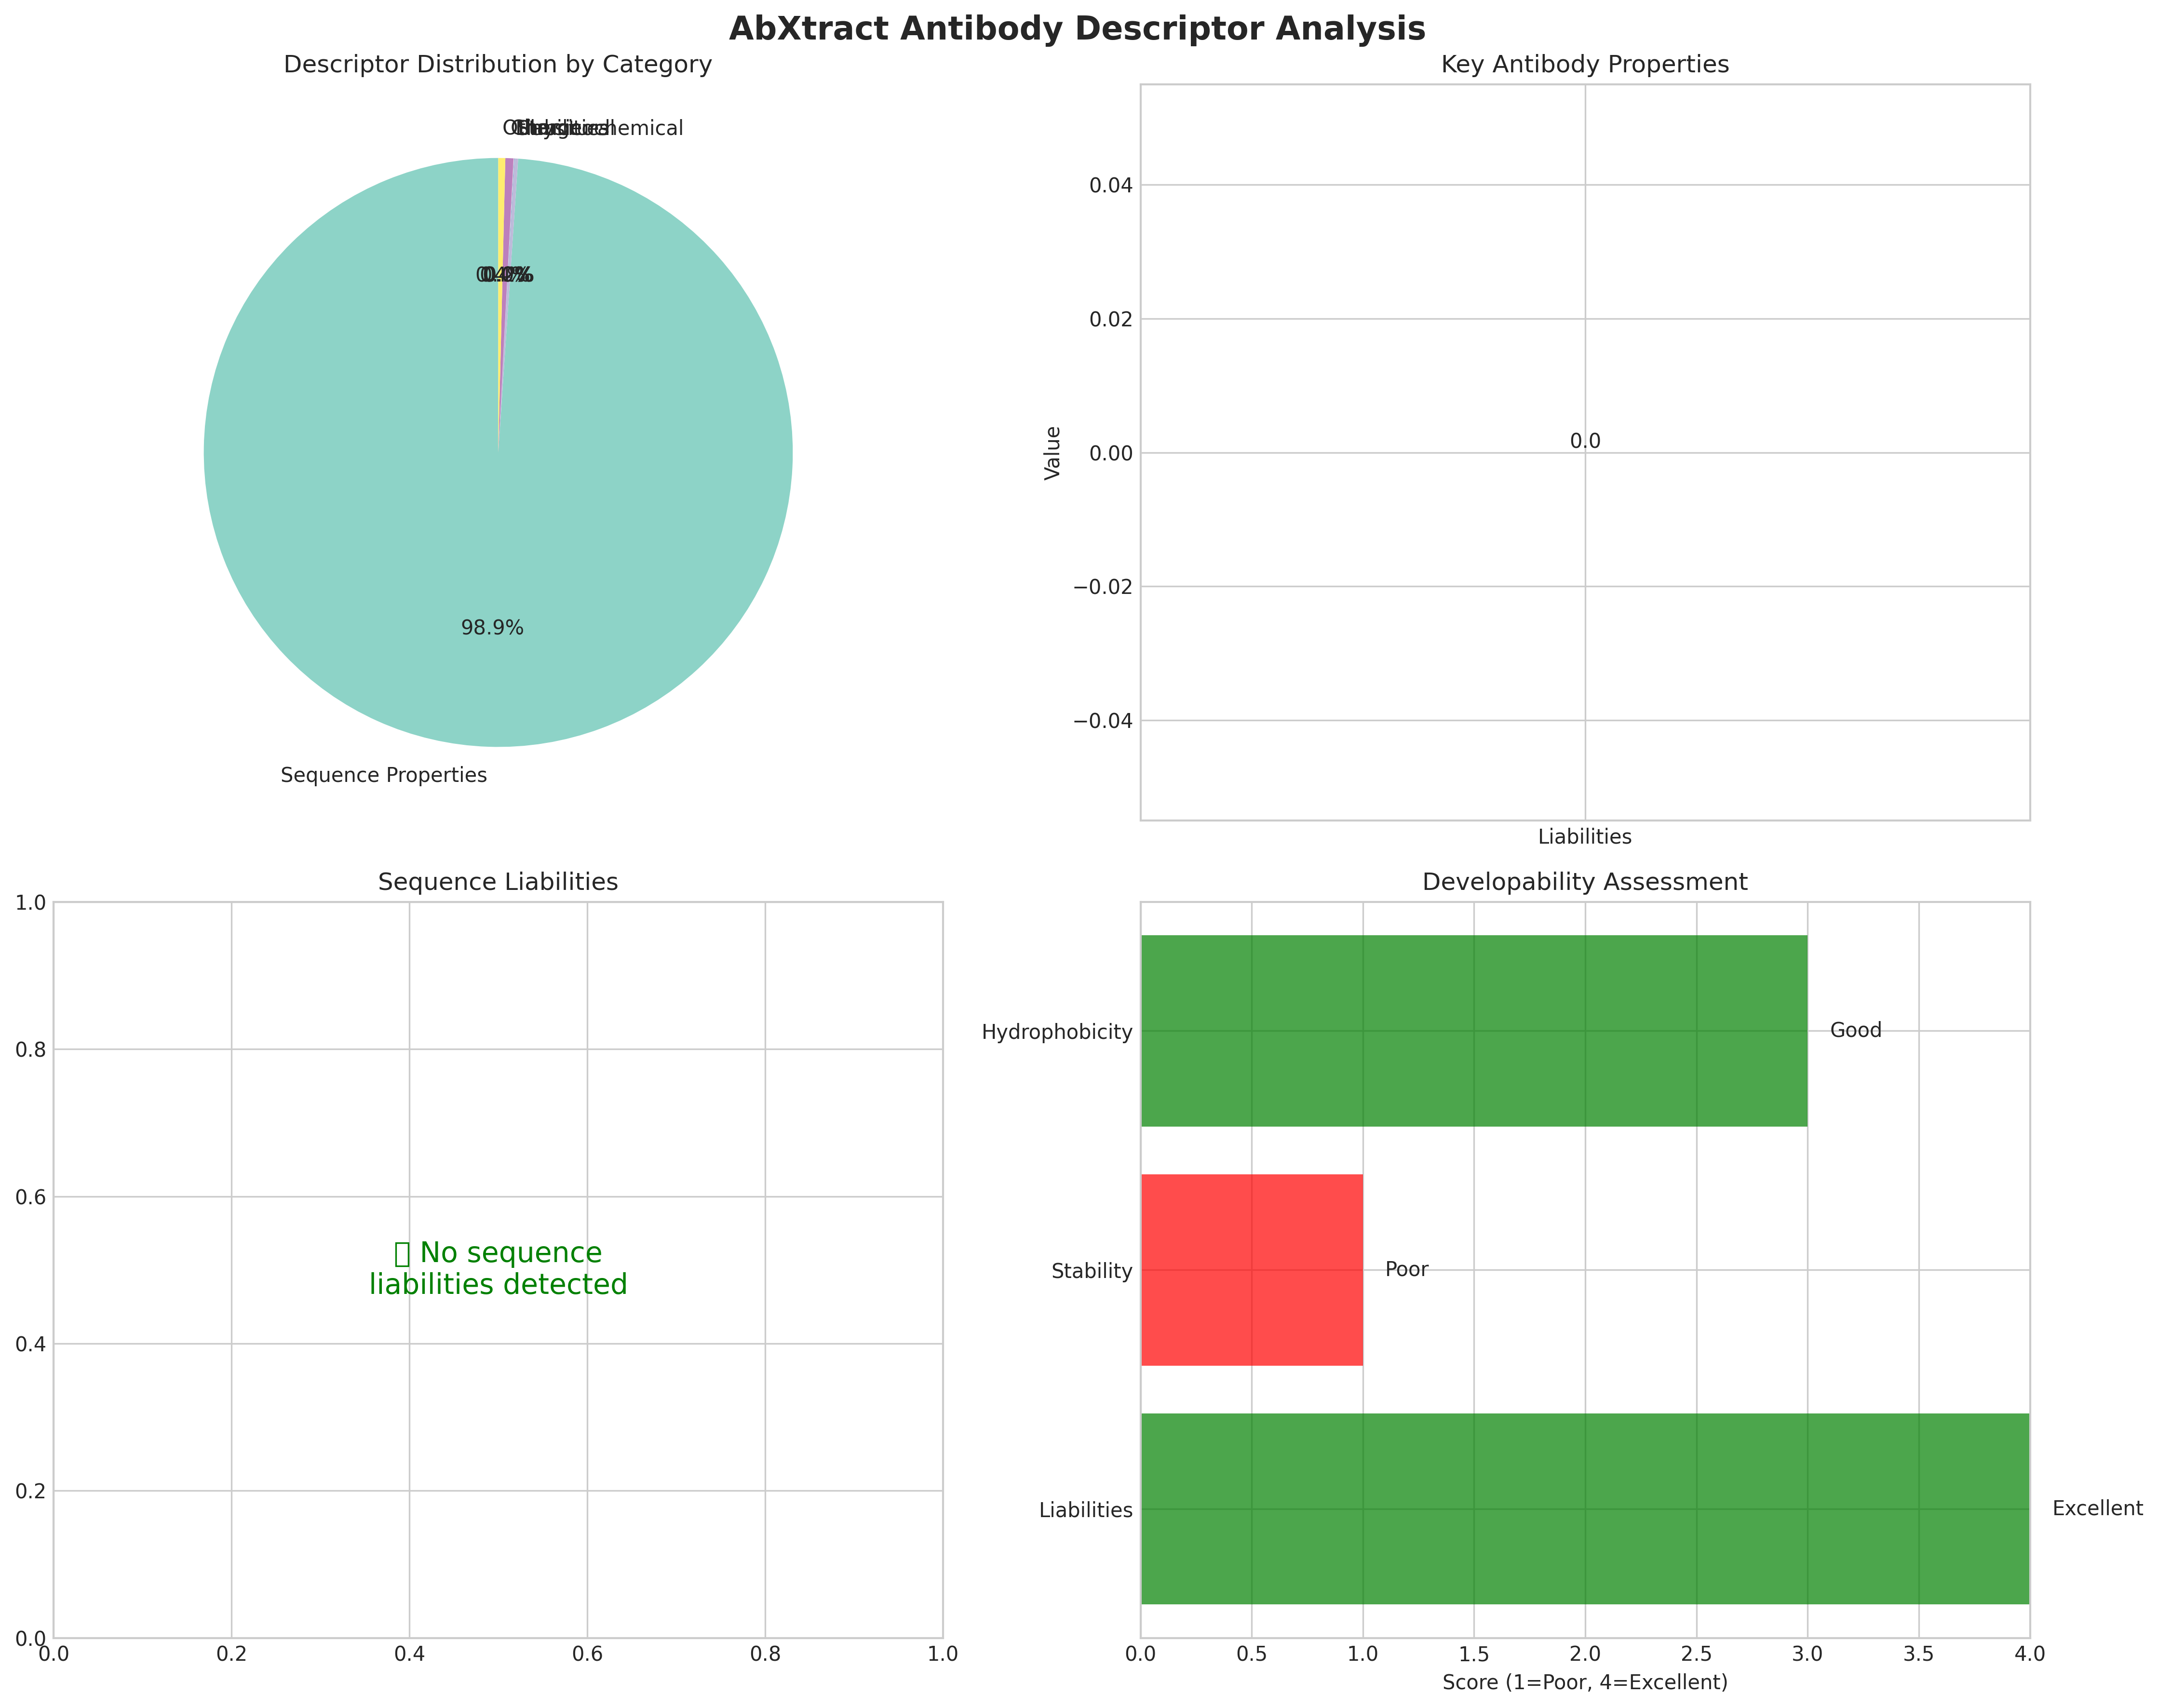 AbXtract Antibody Descriptor Analysis
Descriptor Distribution by Category
98.9%
Sequence Properties
Key Antibody Properties
Value
0.04
0.02
0.00
−0.02
−0.04
0.0
Liabilities
Sequence Liabilities
1.0
0.8
0.6
0.4
0.2
0.0
No sequence
liabilities detected
0.0 0.2 0.4 0.6 0.8 1.0
Developability Assessment
Hydrophobicity
Good
Stability
Poor
Liabilities
Excellent
0.0 0.5 1.0 1.5 2.0 2.5 3.0 3.5 4.0
Score (1=Poor, 4=Excellent)